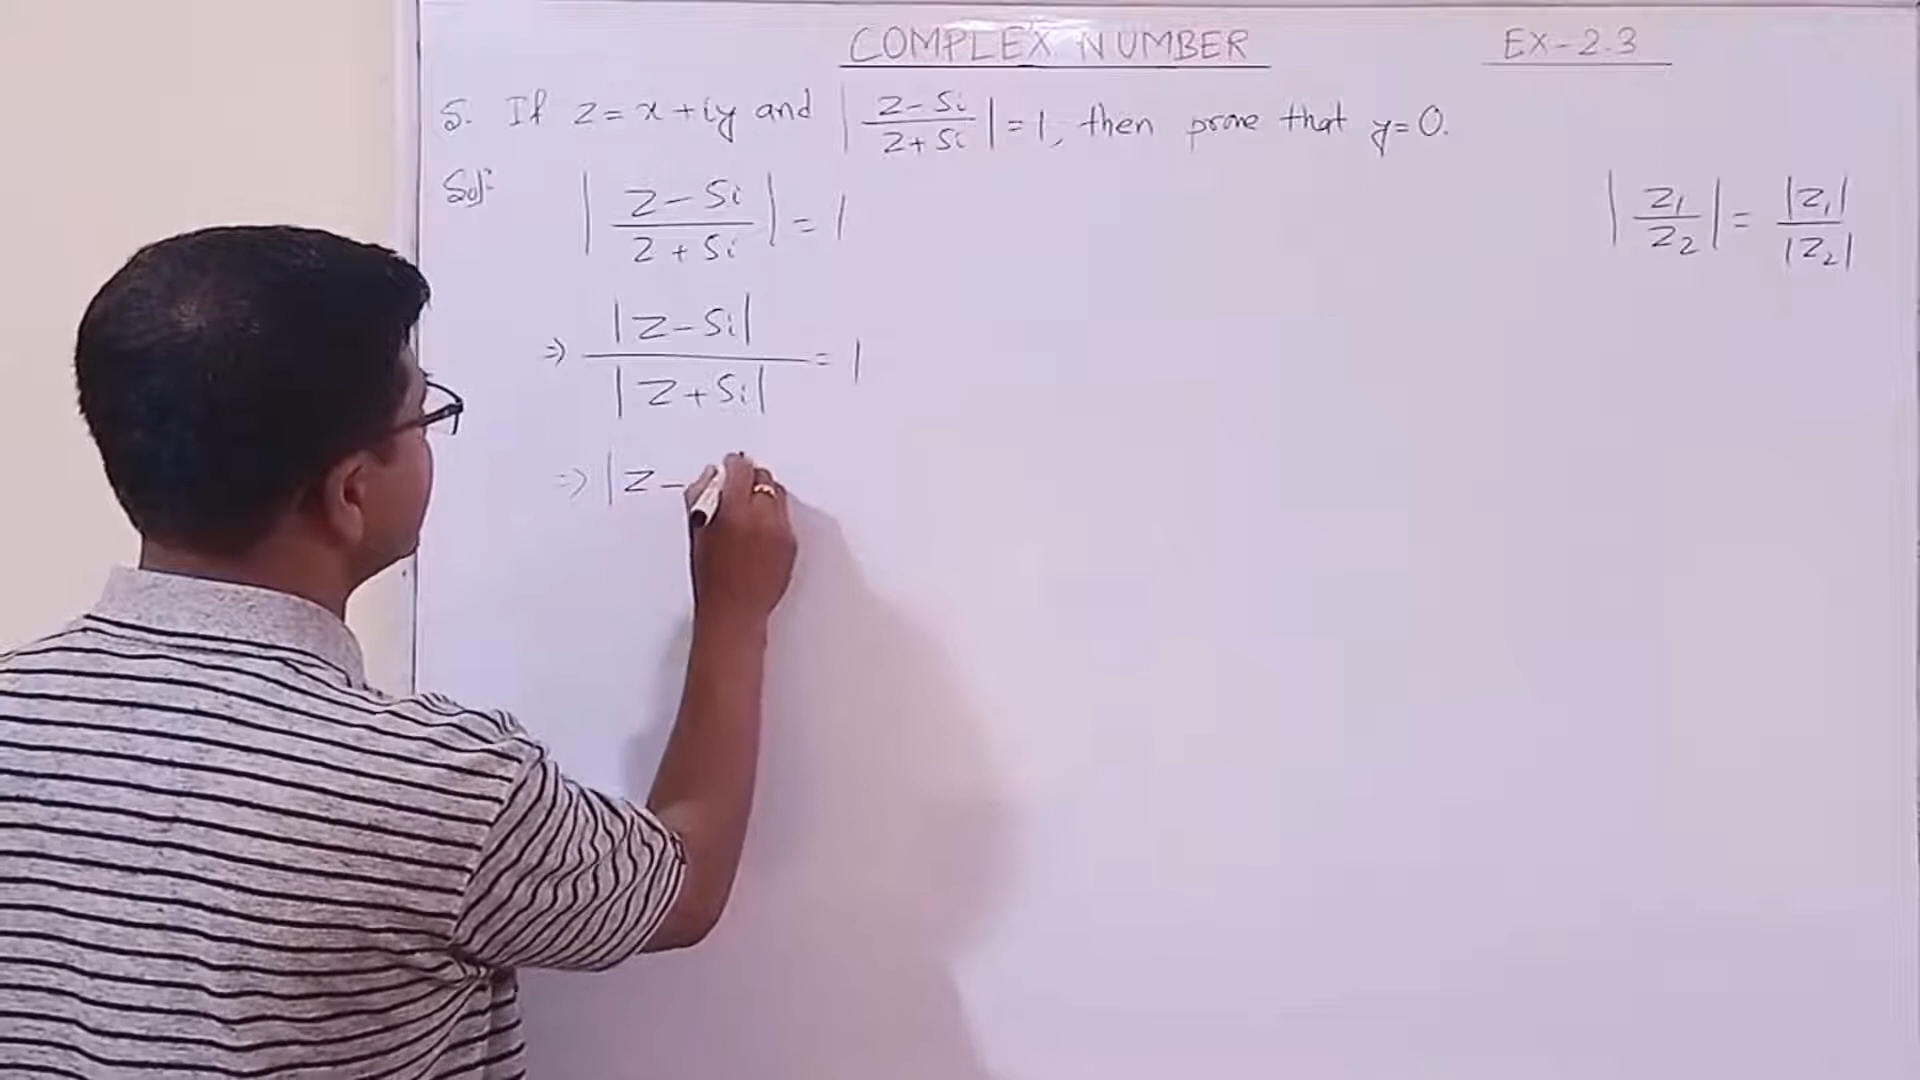 COMPLEX NUMBER
EX-2.3
5. If z = x+iy and |(z-5i)/(z+5i)| = 1, then prove that y=0.
Sol: |(z-5i)/(z+5i)| = 1
|z₁/z₂| = |z₁|/|z₂|
⇒ |z-5i|/|z+5i| = 1
⇒ |z-